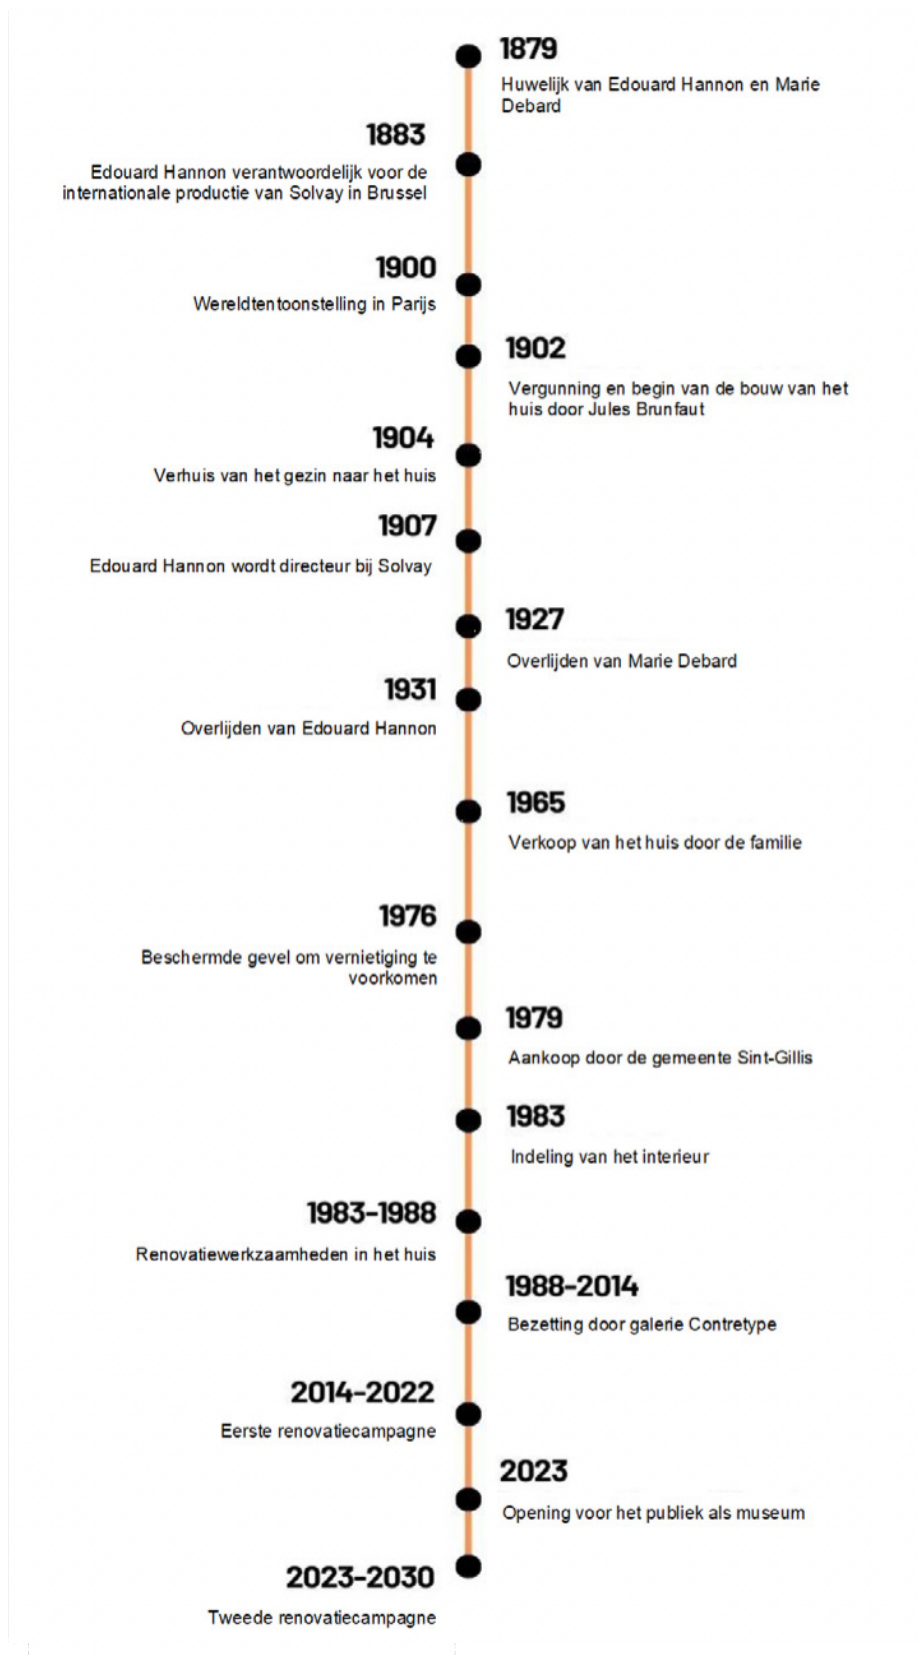 1879
Huwelijk van Edouard Hannon en Marie
Debard
1883
Edouard Hannon verantwoordelijk voor de
internationale productie van Solvay in Brussel
1900
Wereldtentoonstelling in Parijs
1902
Vergunning en begin van de bouw van het
huis door Jules Brunfaut
1904
Verhuis van het gezin naar het huis
1907
Edouard Hannon wordt directeur bij Solvay
1927
Overlijden van Marie Debard
1931
Overlijden van Edouard Hannon
1965
Verkoop van het huis door de familie
1976
Beschermde gevel om vernietiging te
voorkomen
1979
Aankoop door de gemeente Sint-Gillis
1983
Indeling van het interieur
1983-1988
Renovatiewerkzaamheden in het huis
1988-2014
Bezetting door galerie Contretype
2014-2022
Eerste renovatiecampagne
2023
Opening voor het publiek als museum
2023-2030
Tweede renovatiecampagne